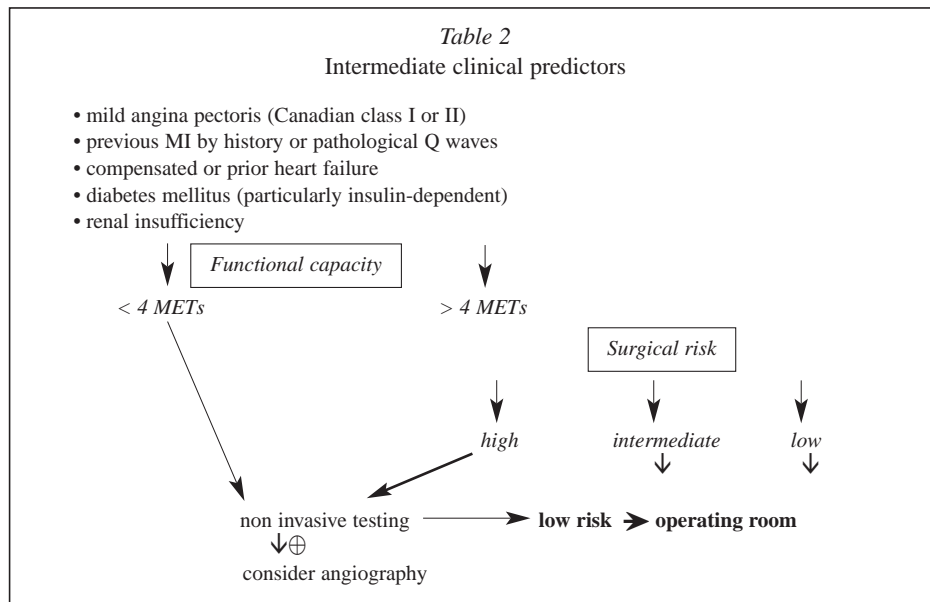 Table 2
Intermediate clinical predictors
• mild angina pectoris (Canadian class I or II)
• previous MI by history or pathological Q waves
• compensated or prior heart failure
• diabetes mellitus (particularly insulin-dependent)
• renal insufficiency
Functional capacity
< 4 METs > 4 METs
Surgical risk
high intermediate low
non invasive testing low risk operating room
consider angiography